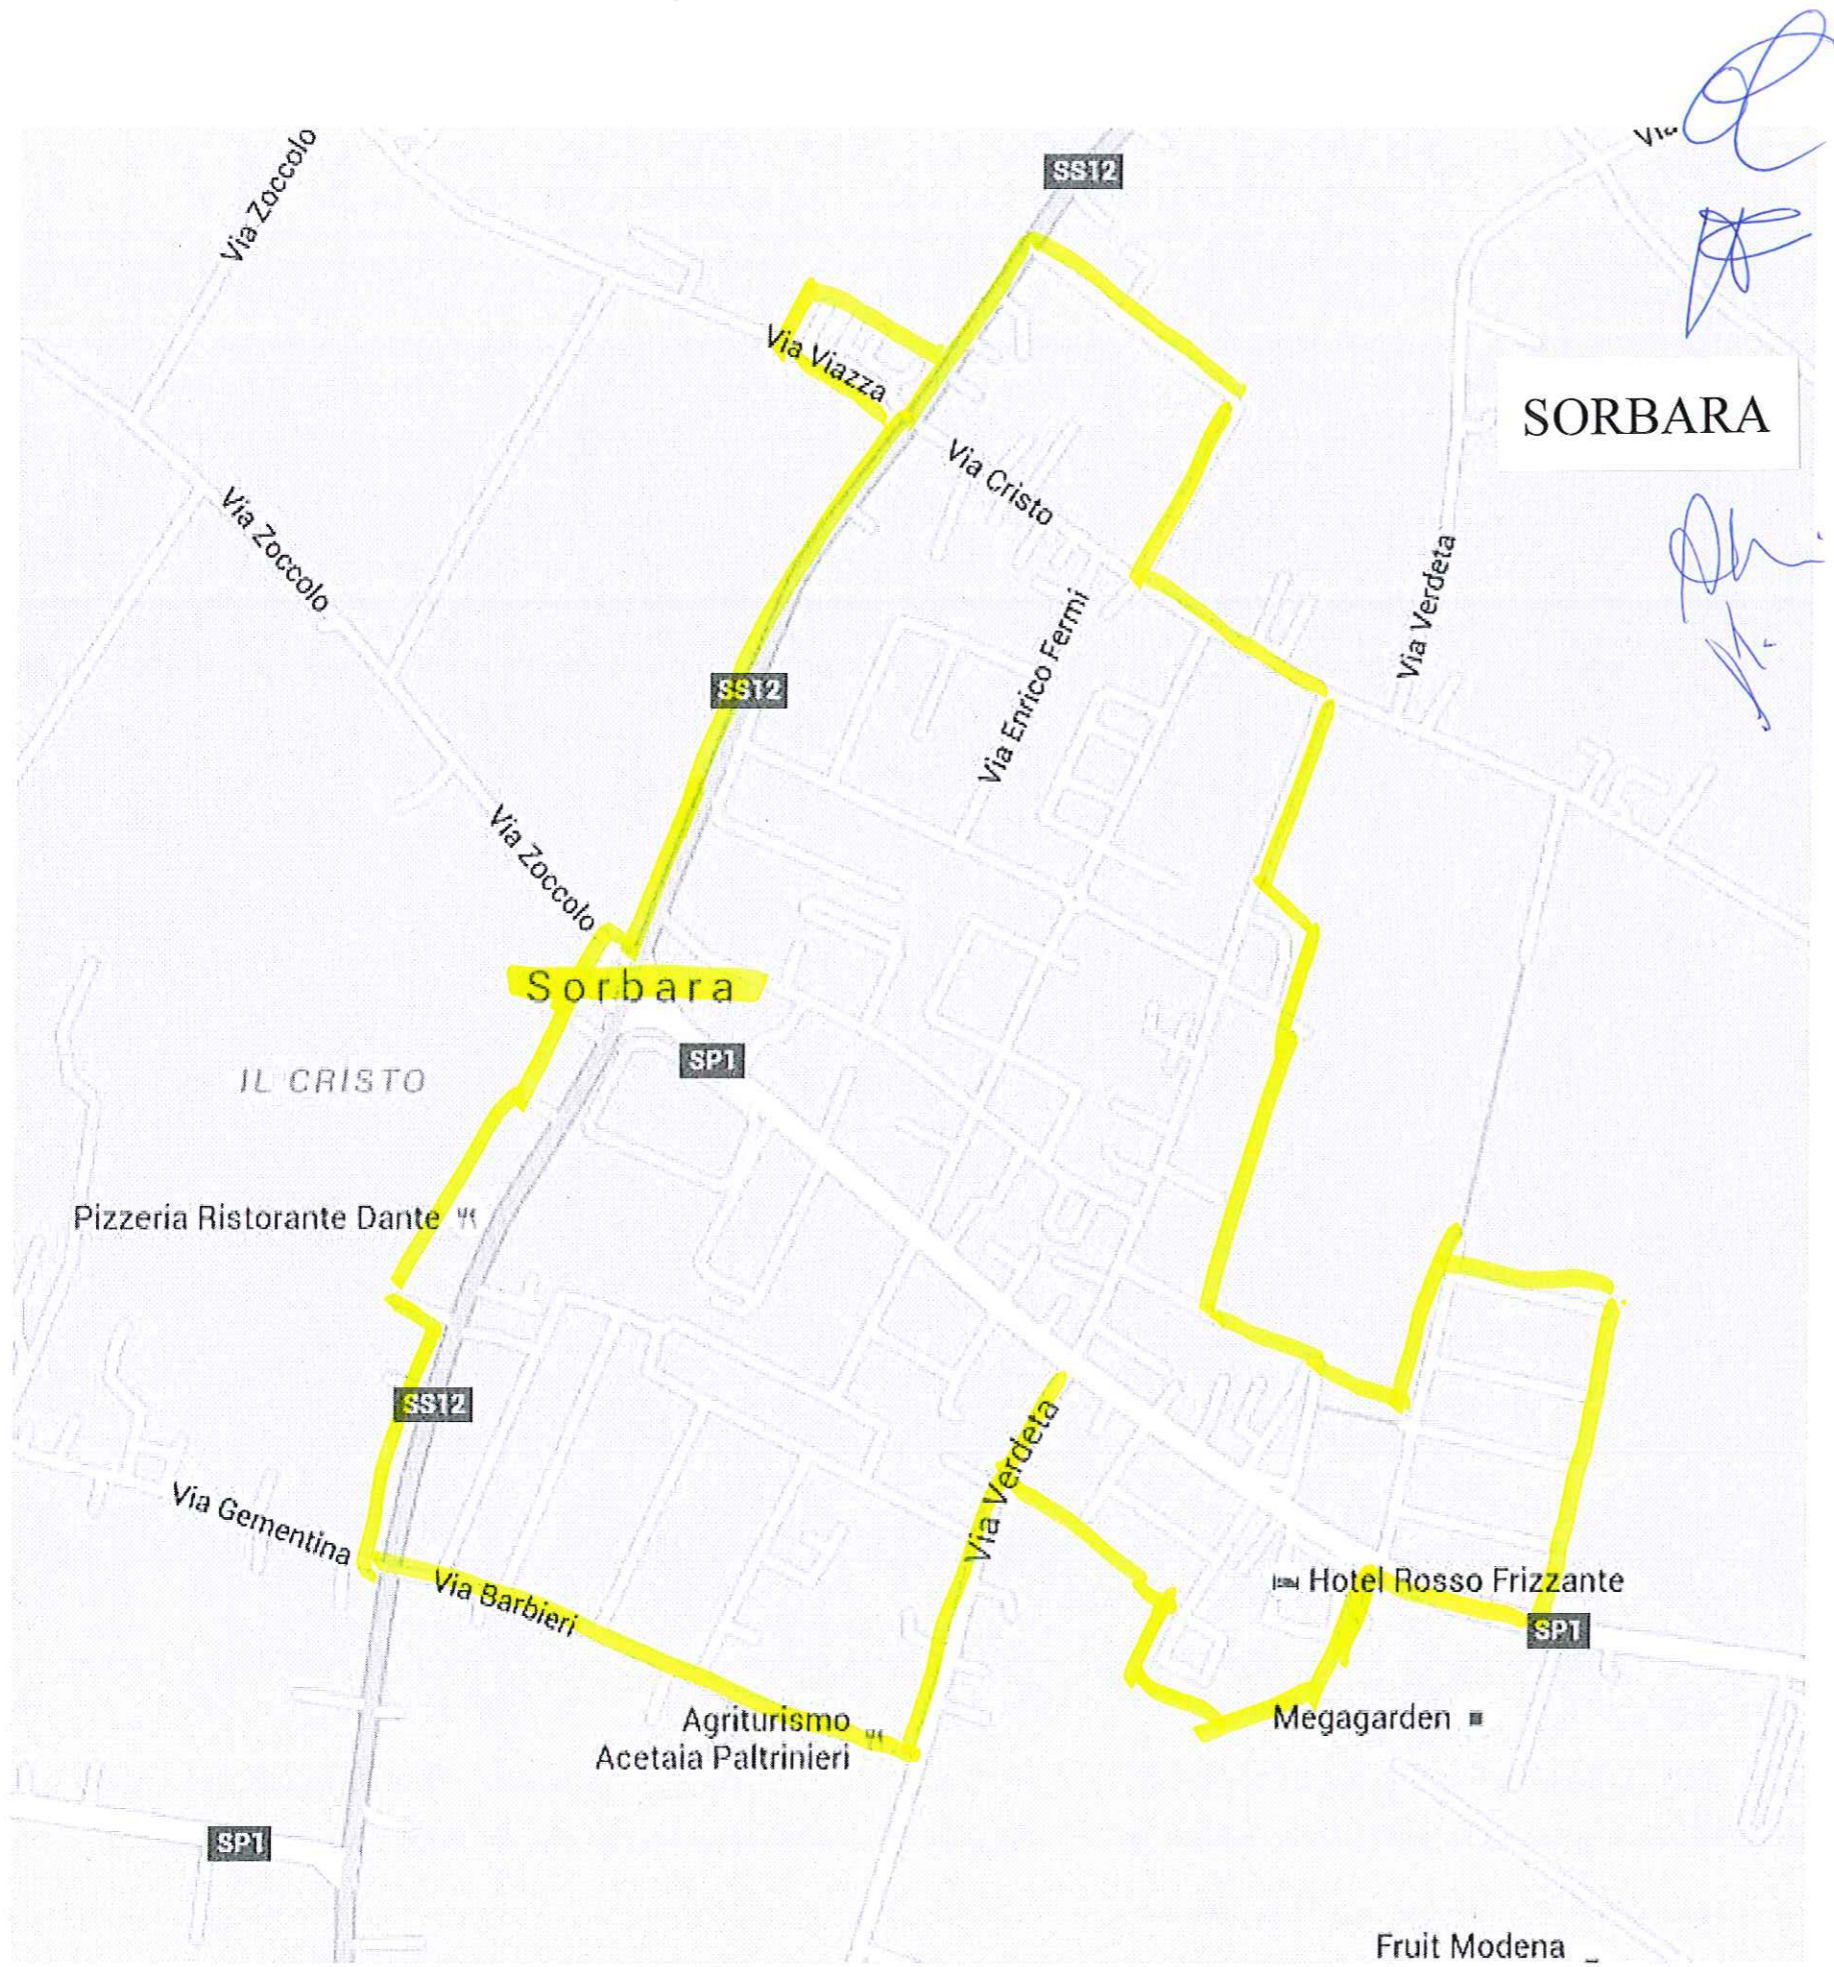 Via Zoccolo
SS12
Via
Via Viazza
SORBARA
Via Cristo
Via Zoccolo
Via Verdeta
Via Enrico Fermi
SS12
Via Zoccolo
Sorbara
SP1
IL CRISTO
Pizzeria Ristorante Dante
SS12
Via Verdeta
Via Gementina
Via Barbieri
Hotel Rosso Frizzante
SP1
Agriturismo
Acetaia Paltrinieri
Megagarden
SP1
Fruit Modena